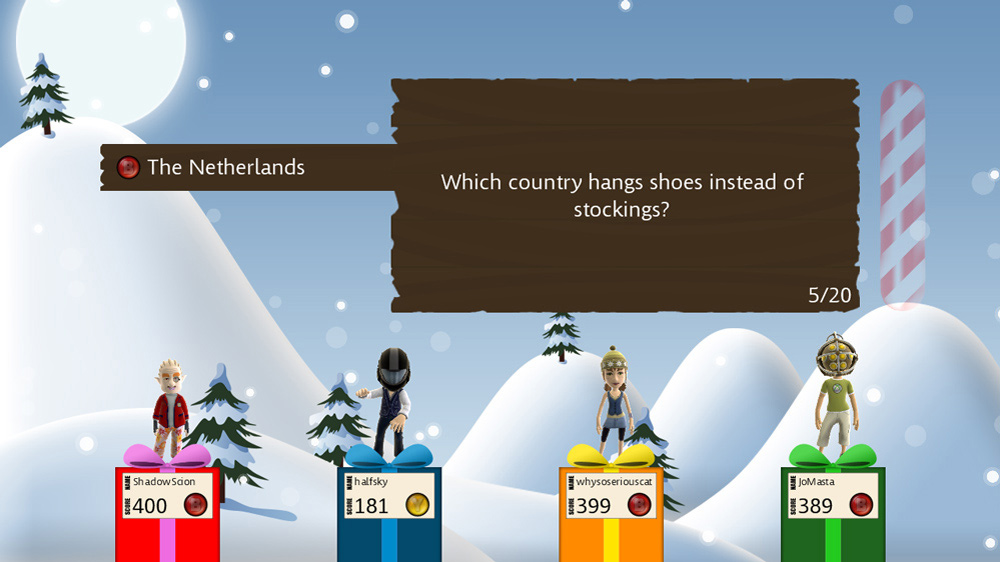 The Netherlands
Which country hangs shoes instead of
stockings?
5/20
NAME ShadowScion
SCORE 400
NAME halfsky
SCORE 181
NAME whysoseriouscat
SCORE 399
NAME JoMasta
SCORE 389